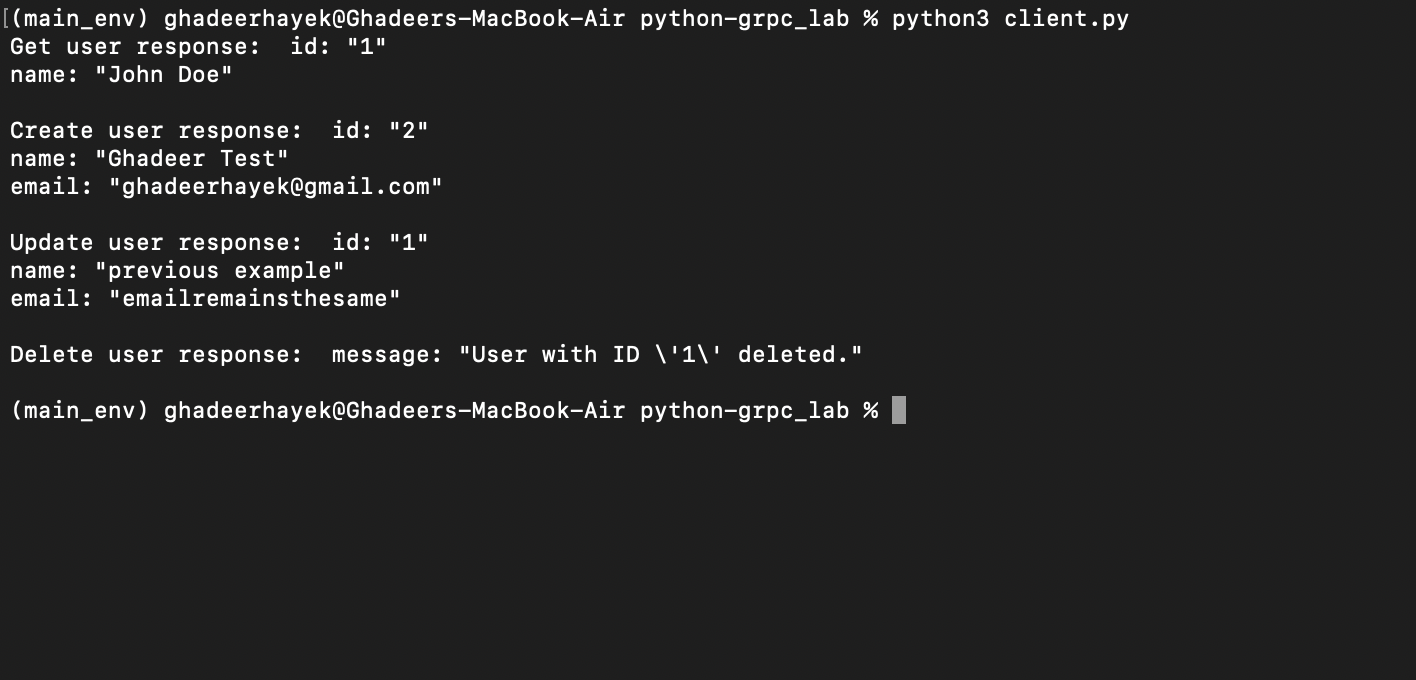 [(main_env) ghadeerhayek@Ghadeers-MacBook-Air python-grpc_lab % python3 client.py
Get user response:  id: "1"
name: "John Doe"
Create user response:  id: "2"
name: "Ghadeer Test"
email: "ghadeerhayek@gmail.com"
Update user response:  id: "1"
name: "previous example"
email: "emailremainsthesame"
Delete user response:  message: "User with ID \'1\' deleted."
(main_env) ghadeerhayek@Ghadeers-MacBook-Air python-grpc_lab %